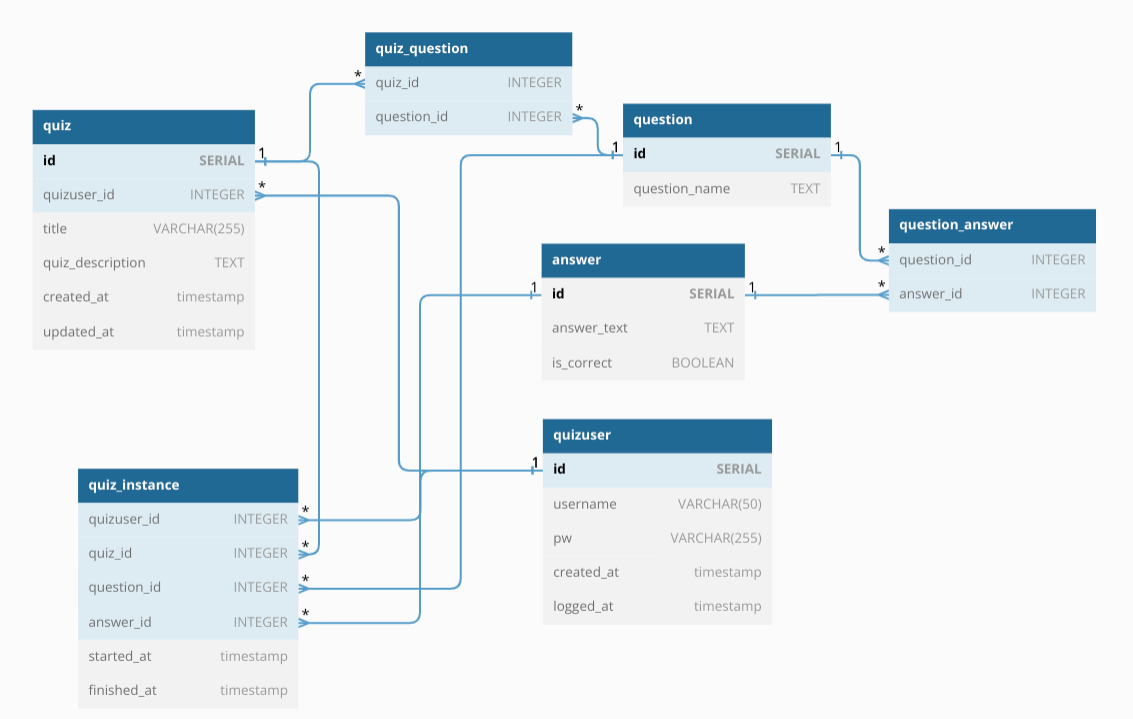 quiz_question
quiz_id INTEGER
question_id INTEGER
quiz
id SERIAL
quizuser_id INTEGER
title VARCHAR(255)
quiz_description TEXT
created_at timestamp
updated_at timestamp
question
id SERIAL
question_name TEXT
question_answer
question_id INTEGER
answer_id INTEGER
answer
id SERIAL
answer_text TEXT
is_correct BOOLEAN
quizuser
id SERIAL
username VARCHAR(50)
pw VARCHAR(255)
created_at timestamp
logged_at timestamp
quiz_instance
quizuser_id INTEGER
quiz_id INTEGER
question_id INTEGER
answer_id INTEGER
started_at timestamp
finished_at timestamp
1
*
*
*
1
1
*
*
1
1
1
*
*
*
*